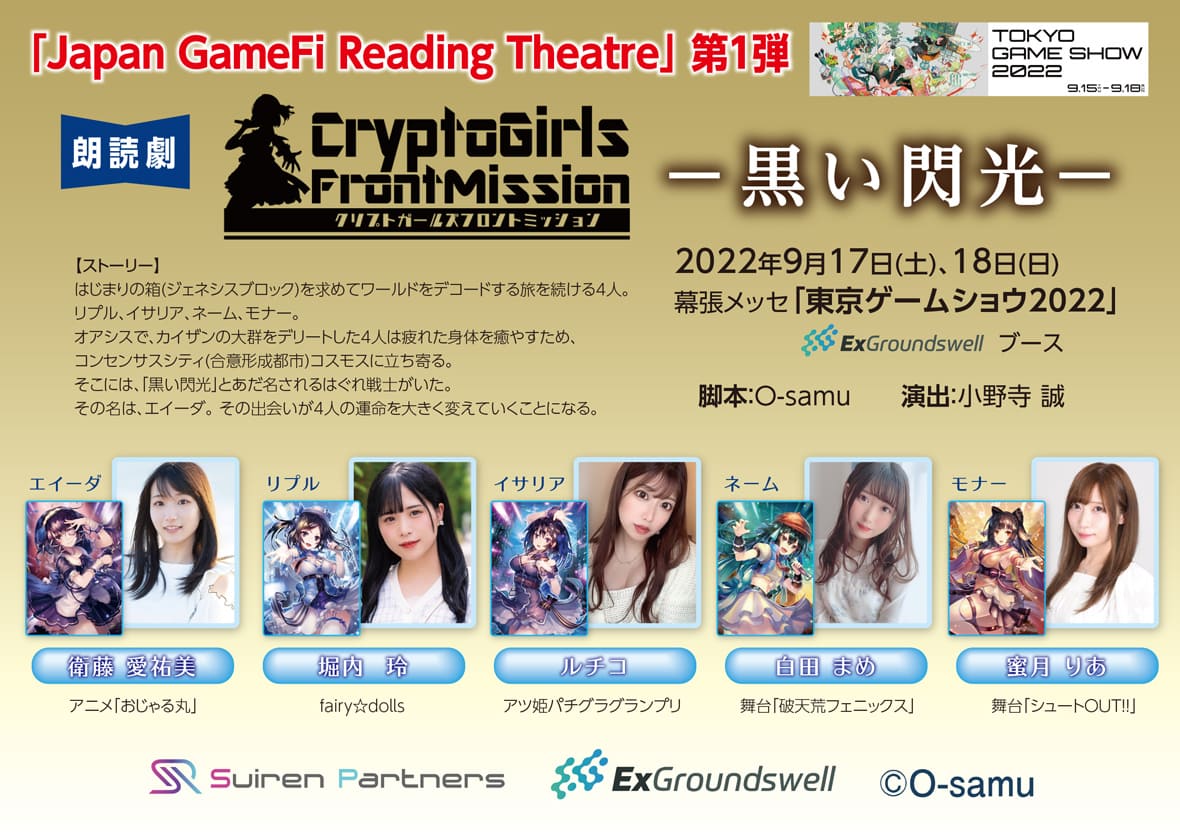 「Japan GameFi Reading Theatre」 第1弾
TOKYO
GAME SHOW
2022
朗読劇
CryptoGirls
FrontMission
クリプトガールズフロントミッション
ー黒い閃光ー
2022年9月17日(土)、18日(日)
幕張メッセ「東京ゲームショウ2022」
ExGroundswell ブース
脚本:O-samu 演出:小野寺 誠
【ストーリー】
はじまりの箱(ジェネシスブロック)を求めてワールドをデコードする旅を続ける4人。
リプル、イサリア、ネーム、モナー。
オアシスで、カイザンの大群をデリートした4人は疲れた身体を癒やすため、
コンセンサスシティ(合意形成都市)コスモスに立ち寄る。
そこには、「黒い閃光」とあだ名されるはぐれ戦士がいた。
その名は、エイーダ。その出会いが4人の運命を大きく変えていくことになる。
エイーダ
衛藤 愛祐美
アニメ「おじゃる丸」
リプル
堀内 玲
fairy☆dolls
イサリア
ルチコ
アツ姫パチグラグランプリ
ネーム
白田 まめ
舞台「破天荒フェニックス」
モナー
蜜月 りあ
舞台「シュートOUT!!」
Suiren Partners
ExGroundswell
©O-samu